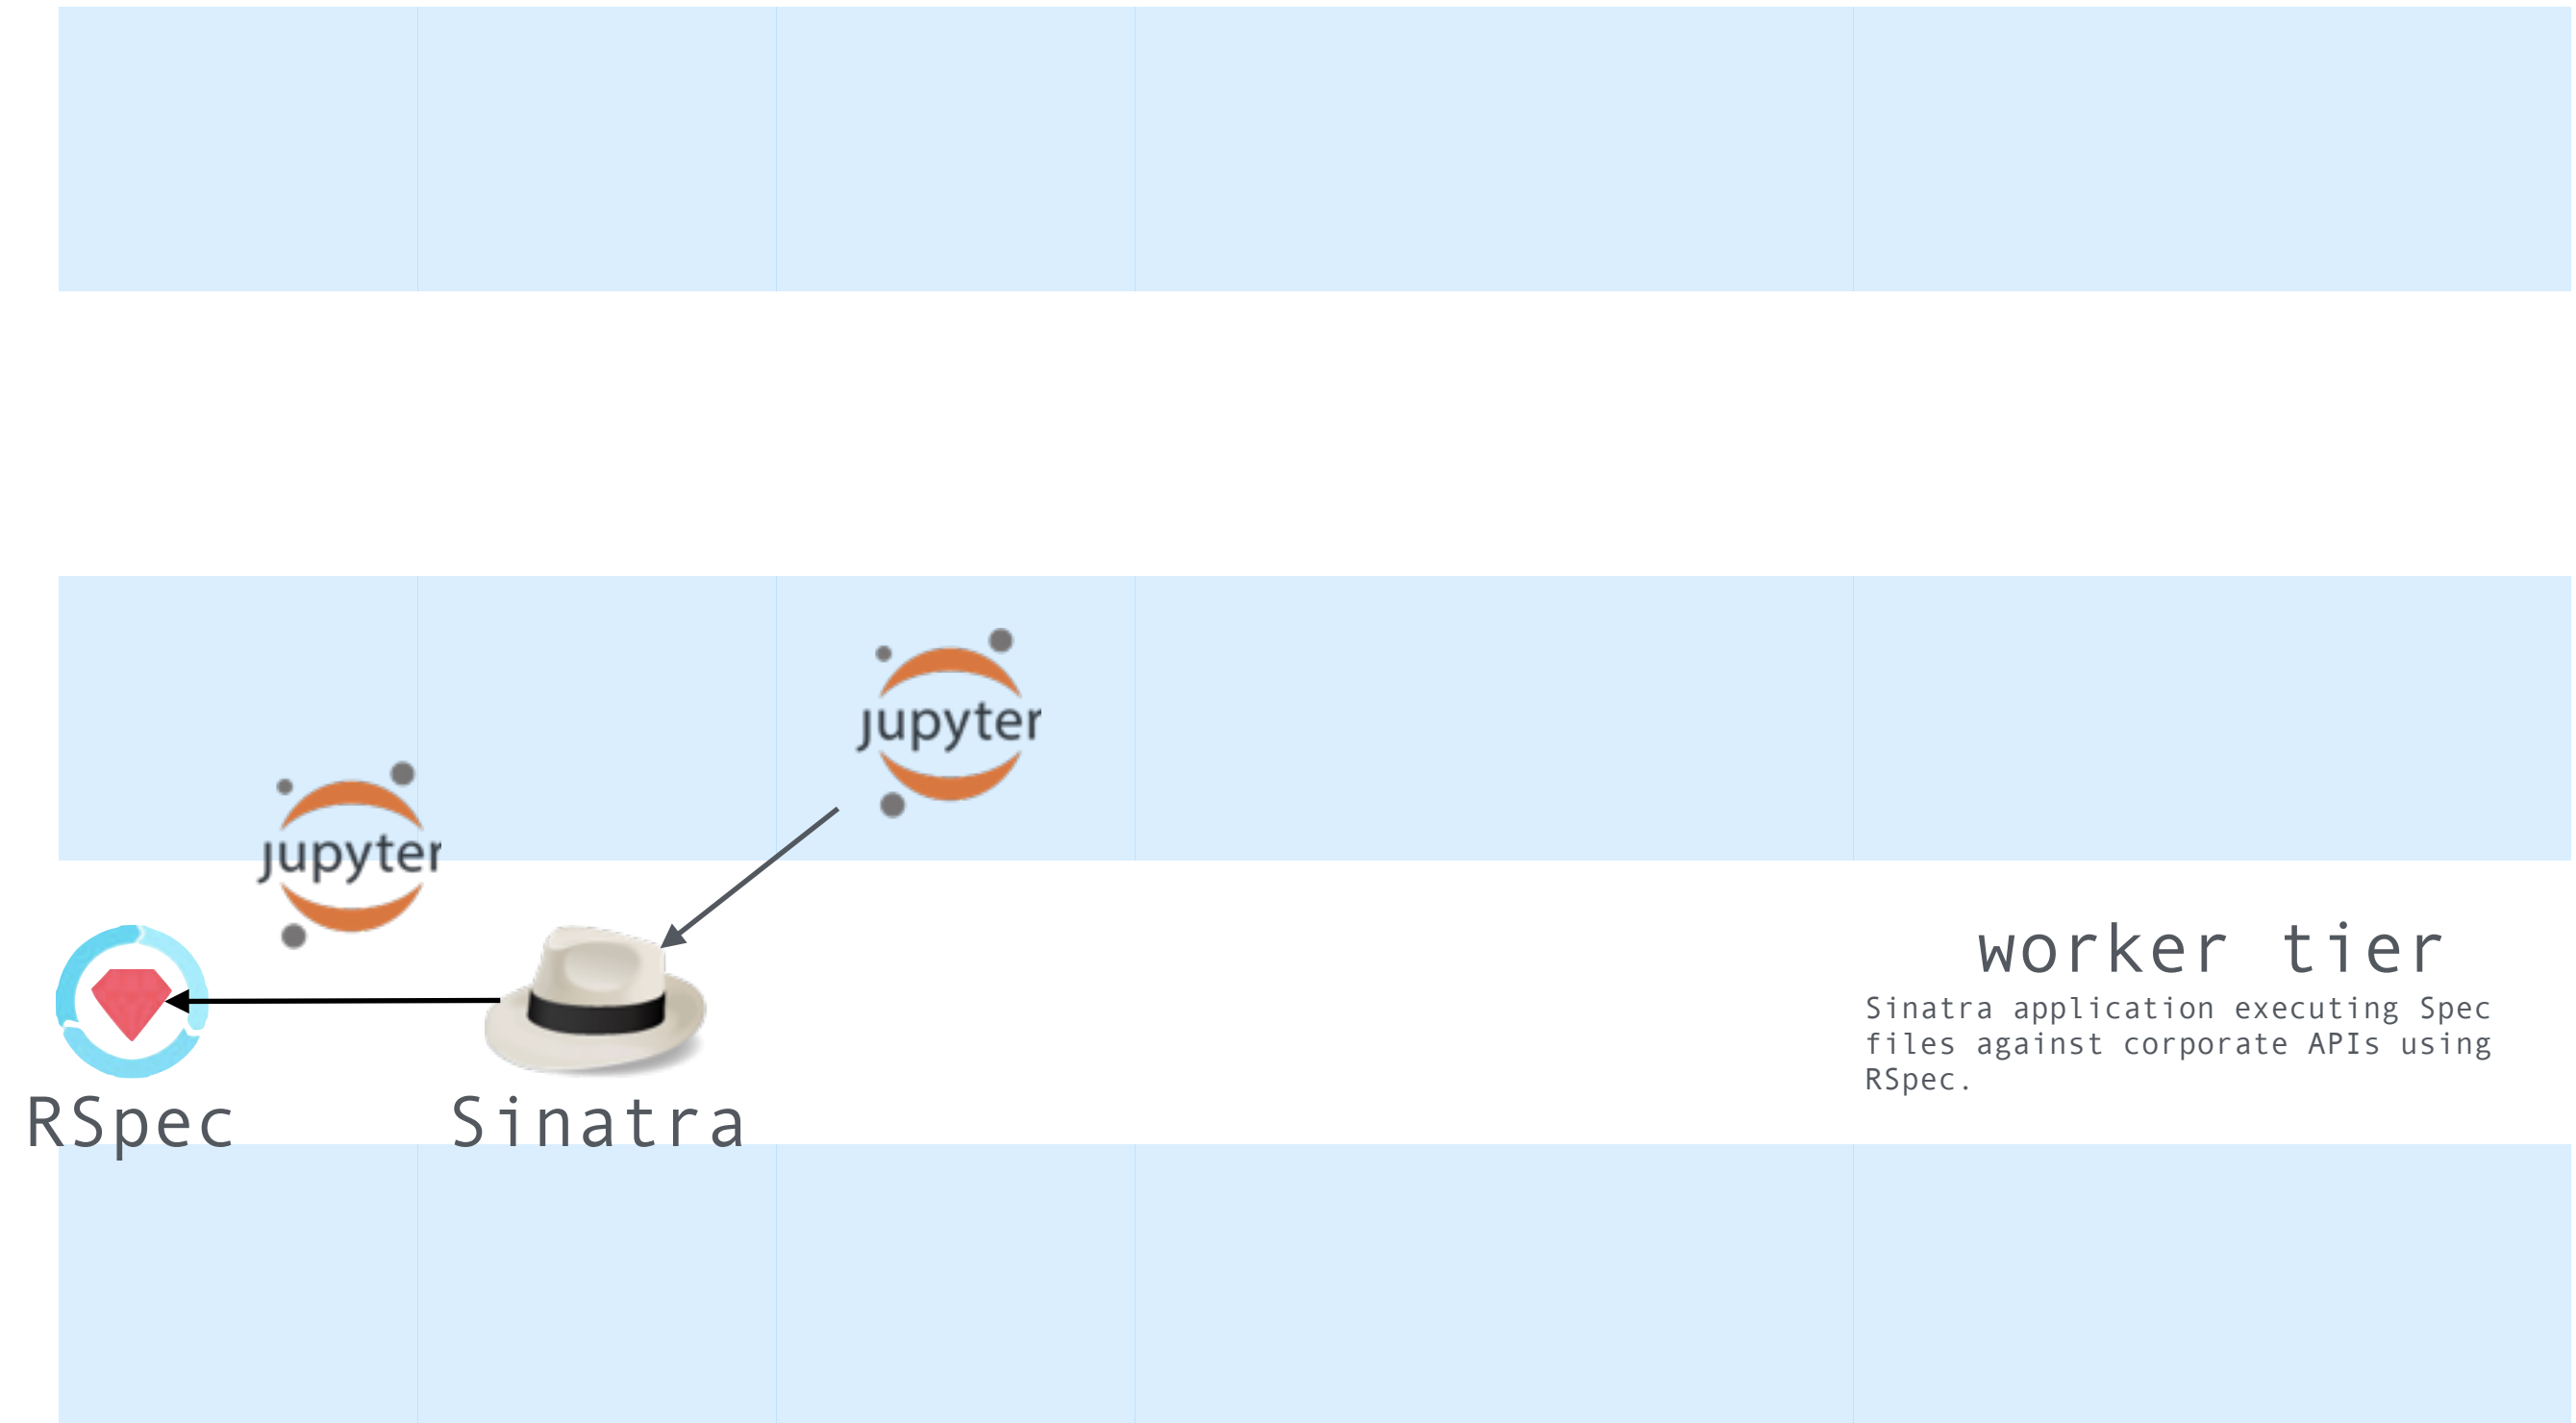 jupyter
jupyter
worker tier
Sinatra application executing Spec
files against corporate APIs using
RSpec.
RSpec
Sinatra